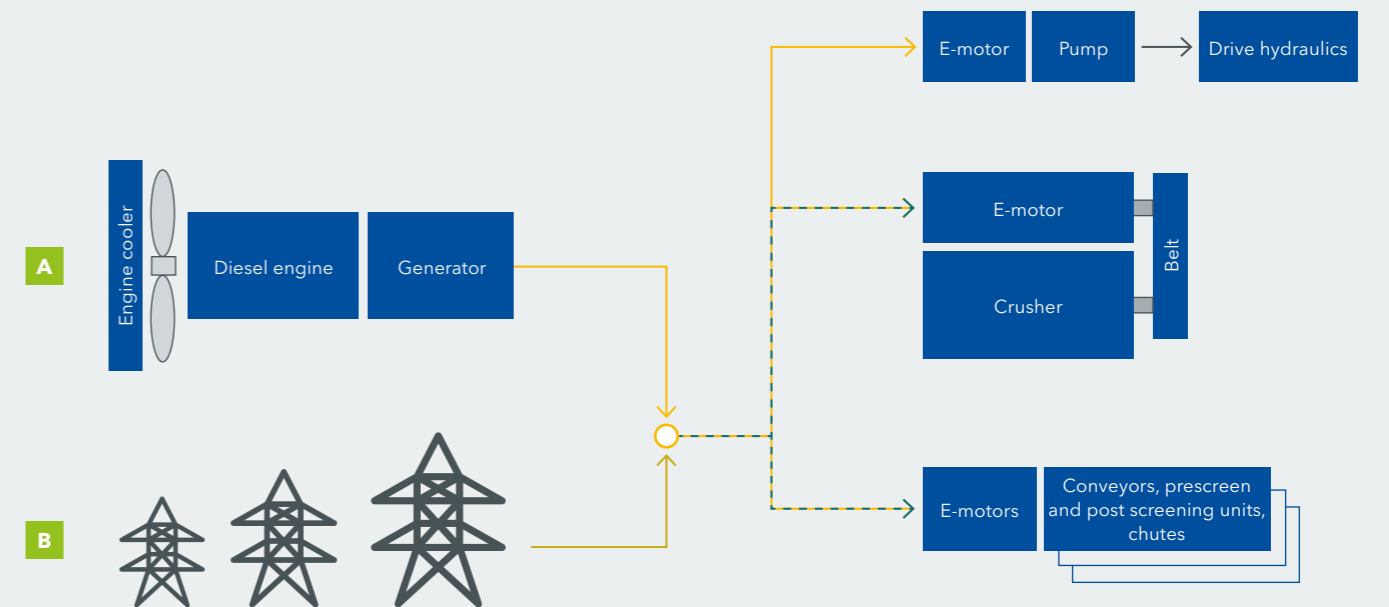 E-motor
Pump
Drive hydraulics
A
Engine cooler
Diesel engine
Generator
E-motor
Crusher
Belt
B
E-motors
Conveyors, prescreen
and post screening units,
chutes